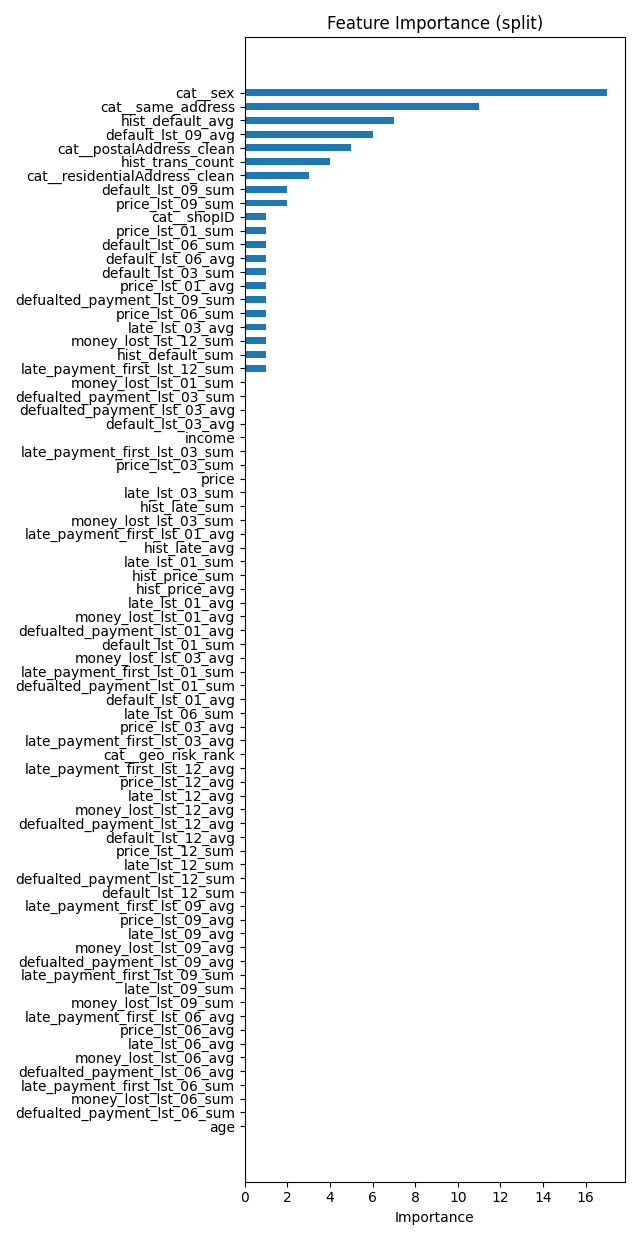 Feature Importance (split)
cat__sex
cat__same_address
hist_default_avg
default_lst_09_avg
cat__postalAddress_clean
hist_trans_count
cat__residentialAddress_clean
default_lst_09_sum
price_lst_09_sum
cat__shopID
price_lst_01_sum
default_lst_06_sum
default_lst_06_avg
default_lst_03_sum
price_lst_01_avg
defualted_payment_lst_09_sum
price_lst_06_sum
late_lst_03_avg
money_lost_lst_12_sum
hist_default_sum
late_payment_first_lst_12_sum
money_lost_lst_01_sum
defualted_payment_lst_03_sum
defualted_payment_lst_03_avg
default_lst_03_avg
income
late_payment_first_lst_03_sum
price_lst_03_sum
price
late_lst_03_sum
hist_late_sum
money_lost_lst_03_sum
late_payment_first_lst_01_avg
hist_late_avg
late_lst_01_sum
hist_price_sum
hist_price_avg
late_lst_01_avg
money_lost_lst_01_avg
defualted_payment_lst_01_avg
default_lst_01_sum
money_lost_lst_03_avg
late_payment_first_lst_01_sum
defualted_payment_lst_01_sum
default_lst_01_avg
late_lst_06_sum
price_lst_03_avg
late_payment_first_lst_03_avg
cat__geo_risk_rank
late_payment_first_lst_12_avg
price_lst_12_avg
late_lst_12_avg
money_lost_lst_12_avg
defualted_payment_lst_12_avg
default_lst_12_avg
price_lst_12_sum
late_lst_12_sum
defualted_payment_lst_12_sum
default_lst_12_sum
late_payment_first_lst_09_avg
price_lst_09_avg
late_lst_09_avg
money_lost_lst_09_avg
defualted_payment_lst_09_avg
late_payment_first_lst_09_sum
late_lst_09_sum
money_lost_lst_09_sum
late_payment_first_lst_06_avg
price_lst_06_avg
late_lst_06_avg
money_lost_lst_06_avg
defualted_payment_lst_06_avg
late_payment_first_lst_06_sum
money_lost_lst_06_sum
defualted_payment_lst_06_sum
age
0 2 4 6 8 10 12 14 16
Importance